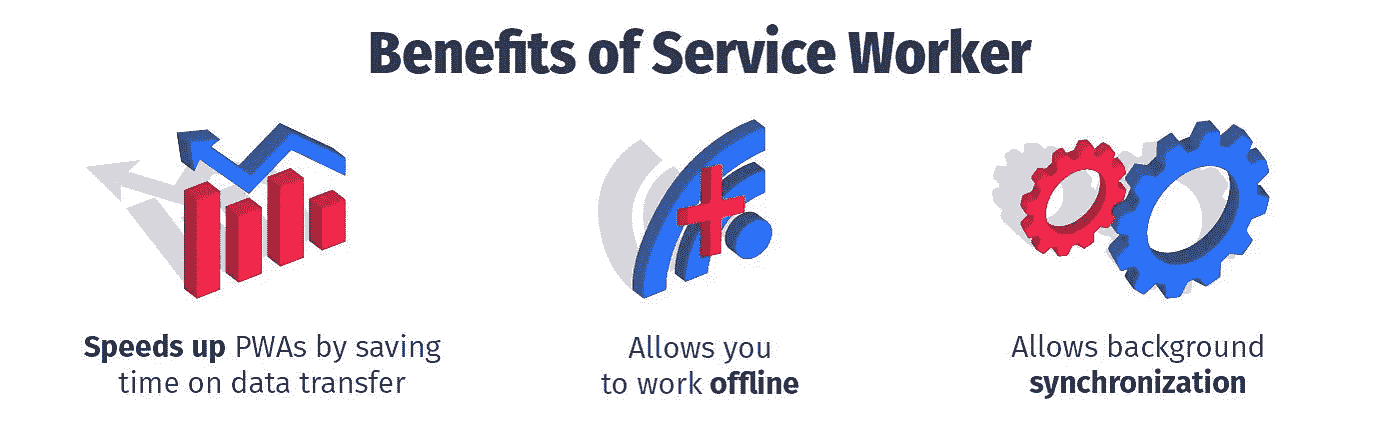 Benefits of Service Worker
Speeds up PWAs by saving
time on data transfer
Allows you
to work offline
Allows background
synchronization